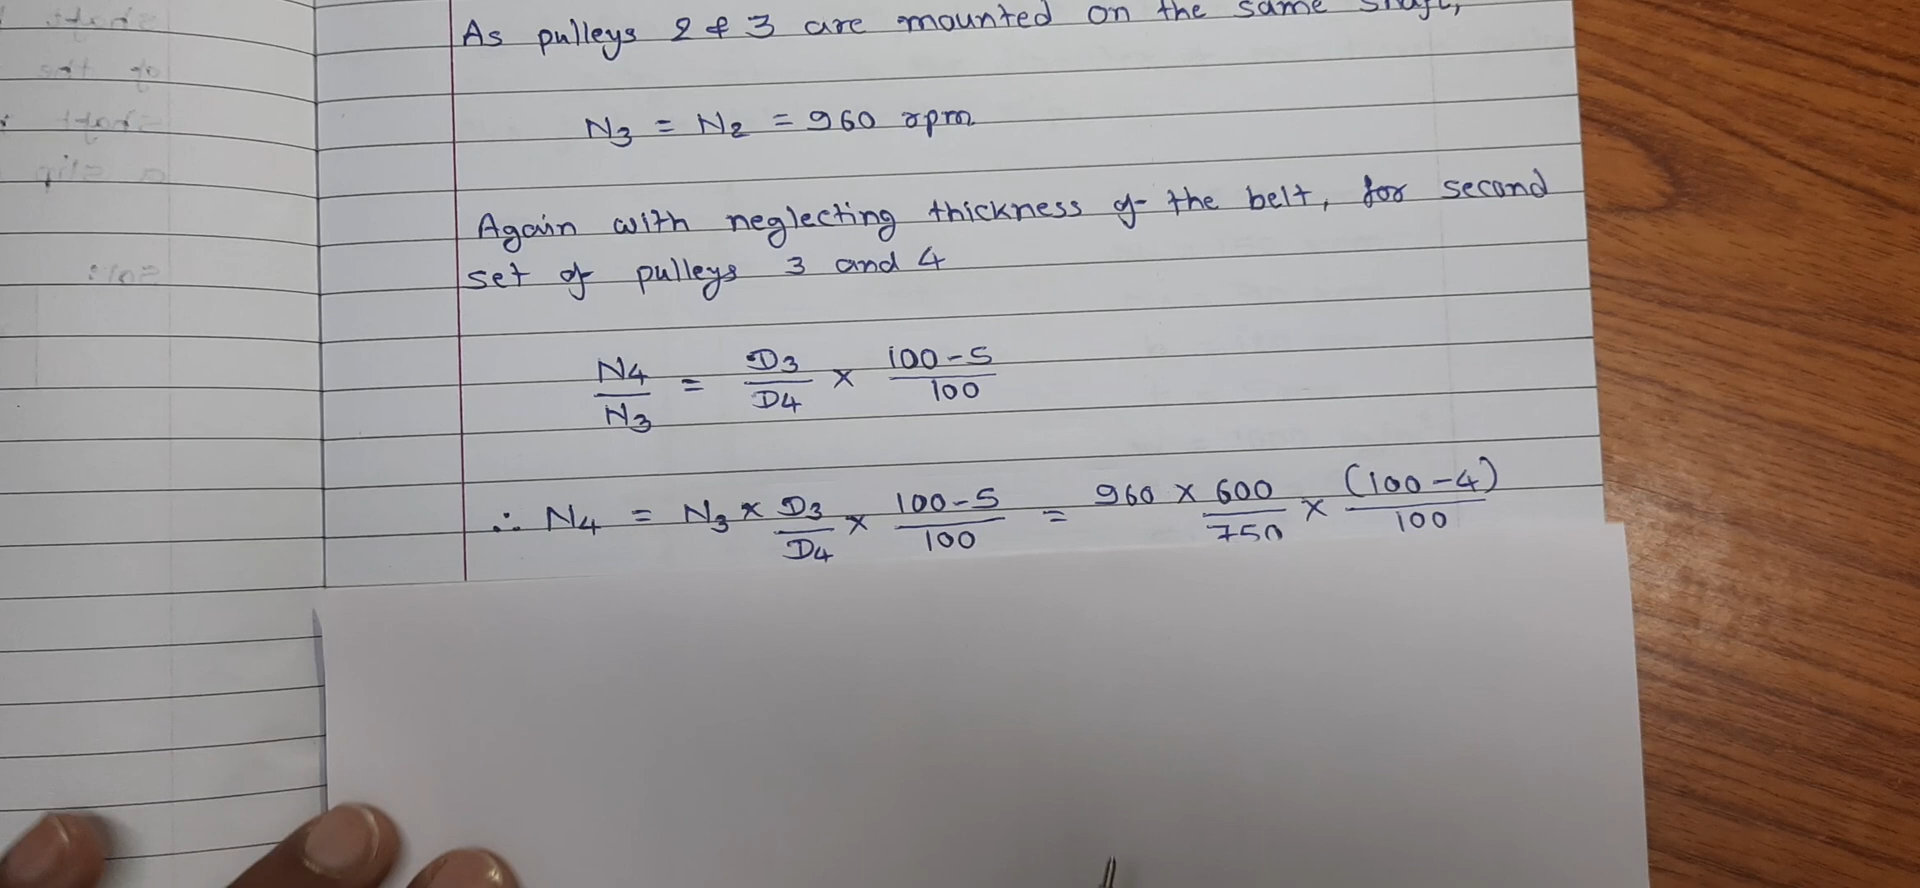 As pulleys 2 & 3 are mounted on the same shaft,
N3 = N2 = 960 rpm
Again with neglecting thickness of the belt, for second
set of pulleys 3 and 4
N4/N3 = D3/D4 × (100-S)/100
∴ N4 = N3 × D3/D4 × (100-S)/100 = 960 × 600/750 × (100-4)/100